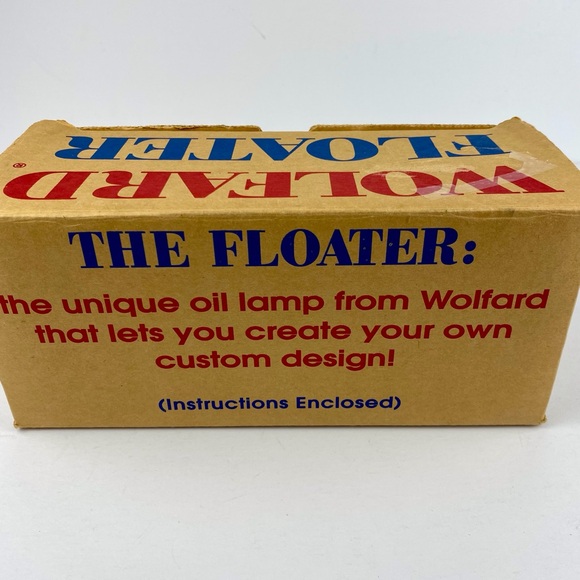 WOLFARD®
FLOATER
THE FLOATER:
the unique oil lamp from Wolfard
that lets you create your own
custom design!
(Instructions Enclosed)